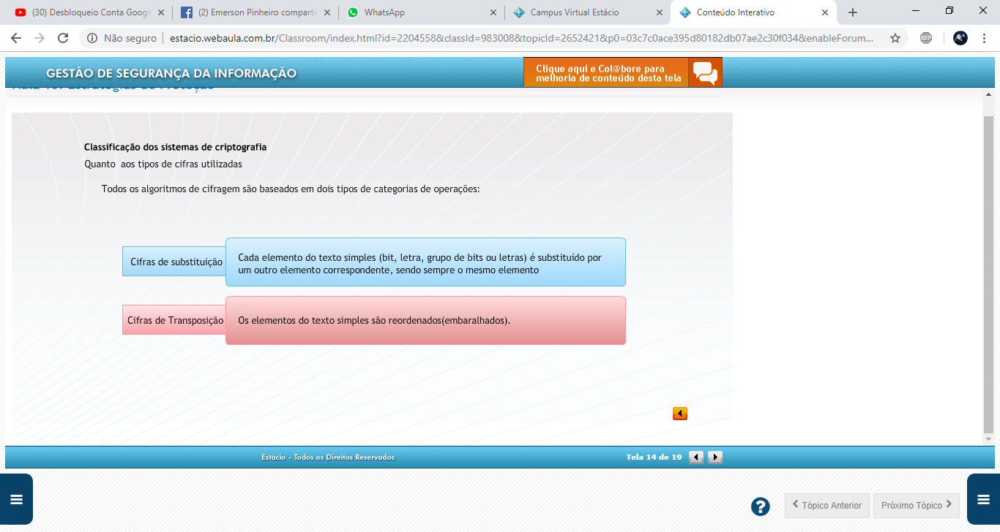 (30) Desbloqueio Conta Googl
(2) Emerson Pinheiro comparti
WhatsApp
Campus Virtual Estácio
Conteúdo Interativo
Não seguro
estacio.webaula.com.br/Classroom/index.html?id=2204558&classId=983008&topicId=2652421&p0=03c7c0ace395d80182db07ae2c30f034&enableForum...
ABP
GESTÃO DE SEGURANÇA DA INFORMAÇÃO
Clique aqui e Col@bore para
melhoria de conteúdo desta tela
Aula 10: Estratégias de Proteção
Classificação dos sistemas de criptografia
Quanto aos tipos de cifras utilizadas
Todos os algoritmos de cifragem são baseados em dois tipos de categorias de operações:
Cifras de substituição
Cada elemento do texto simples (bit, letra, grupo de bits ou letras) é substituído por
um outro elemento correspondente, sendo sempre o mesmo elemento
Cifras de Transposição
Os elementos do texto simples são reordenados(embaralhados).
Estácio - Todos os Direitos Reservados
Tela 14 de 19
?
Tópico Anterior
Próximo Tópico